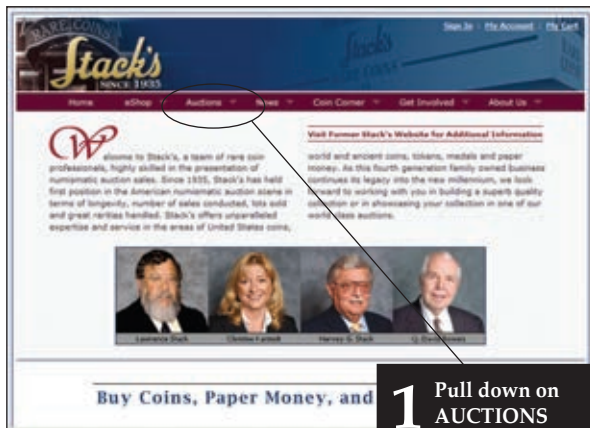 RARE COINS
Stack's
SINCE 1935
Stack's
RARE COINS
Sign In | My Account | My Cart
Home eShop Auctions News Coin Corner Get Involved About Us
Welcome to Stack's, a team of rare coin
professionals, highly skilled in the presentation of
numismatic auction sales. Since 1935, Stack's has held
first position in the American numismatic auction scene in
terms of longevity, number of sales conducted, lots sold
and great rarities handled. Stack's offers unparalleled
expertise and service in the areas of United States coins,
Visit Former Stack's Website for Additional Information
world and ancient coins, tokens, medals and paper
money. As this fourth generation family owned business
continues its legacy into the new millennium, we look
forward to working with you in building a superb quality
collection or in showcasing your collection in one of our
world class auctions.
Lawrence Stack Christine Karstedt Harvey G. Stack Q. David Bowers
Buy Coins, Paper Money, and
1 Pull down on
AUCTIONS